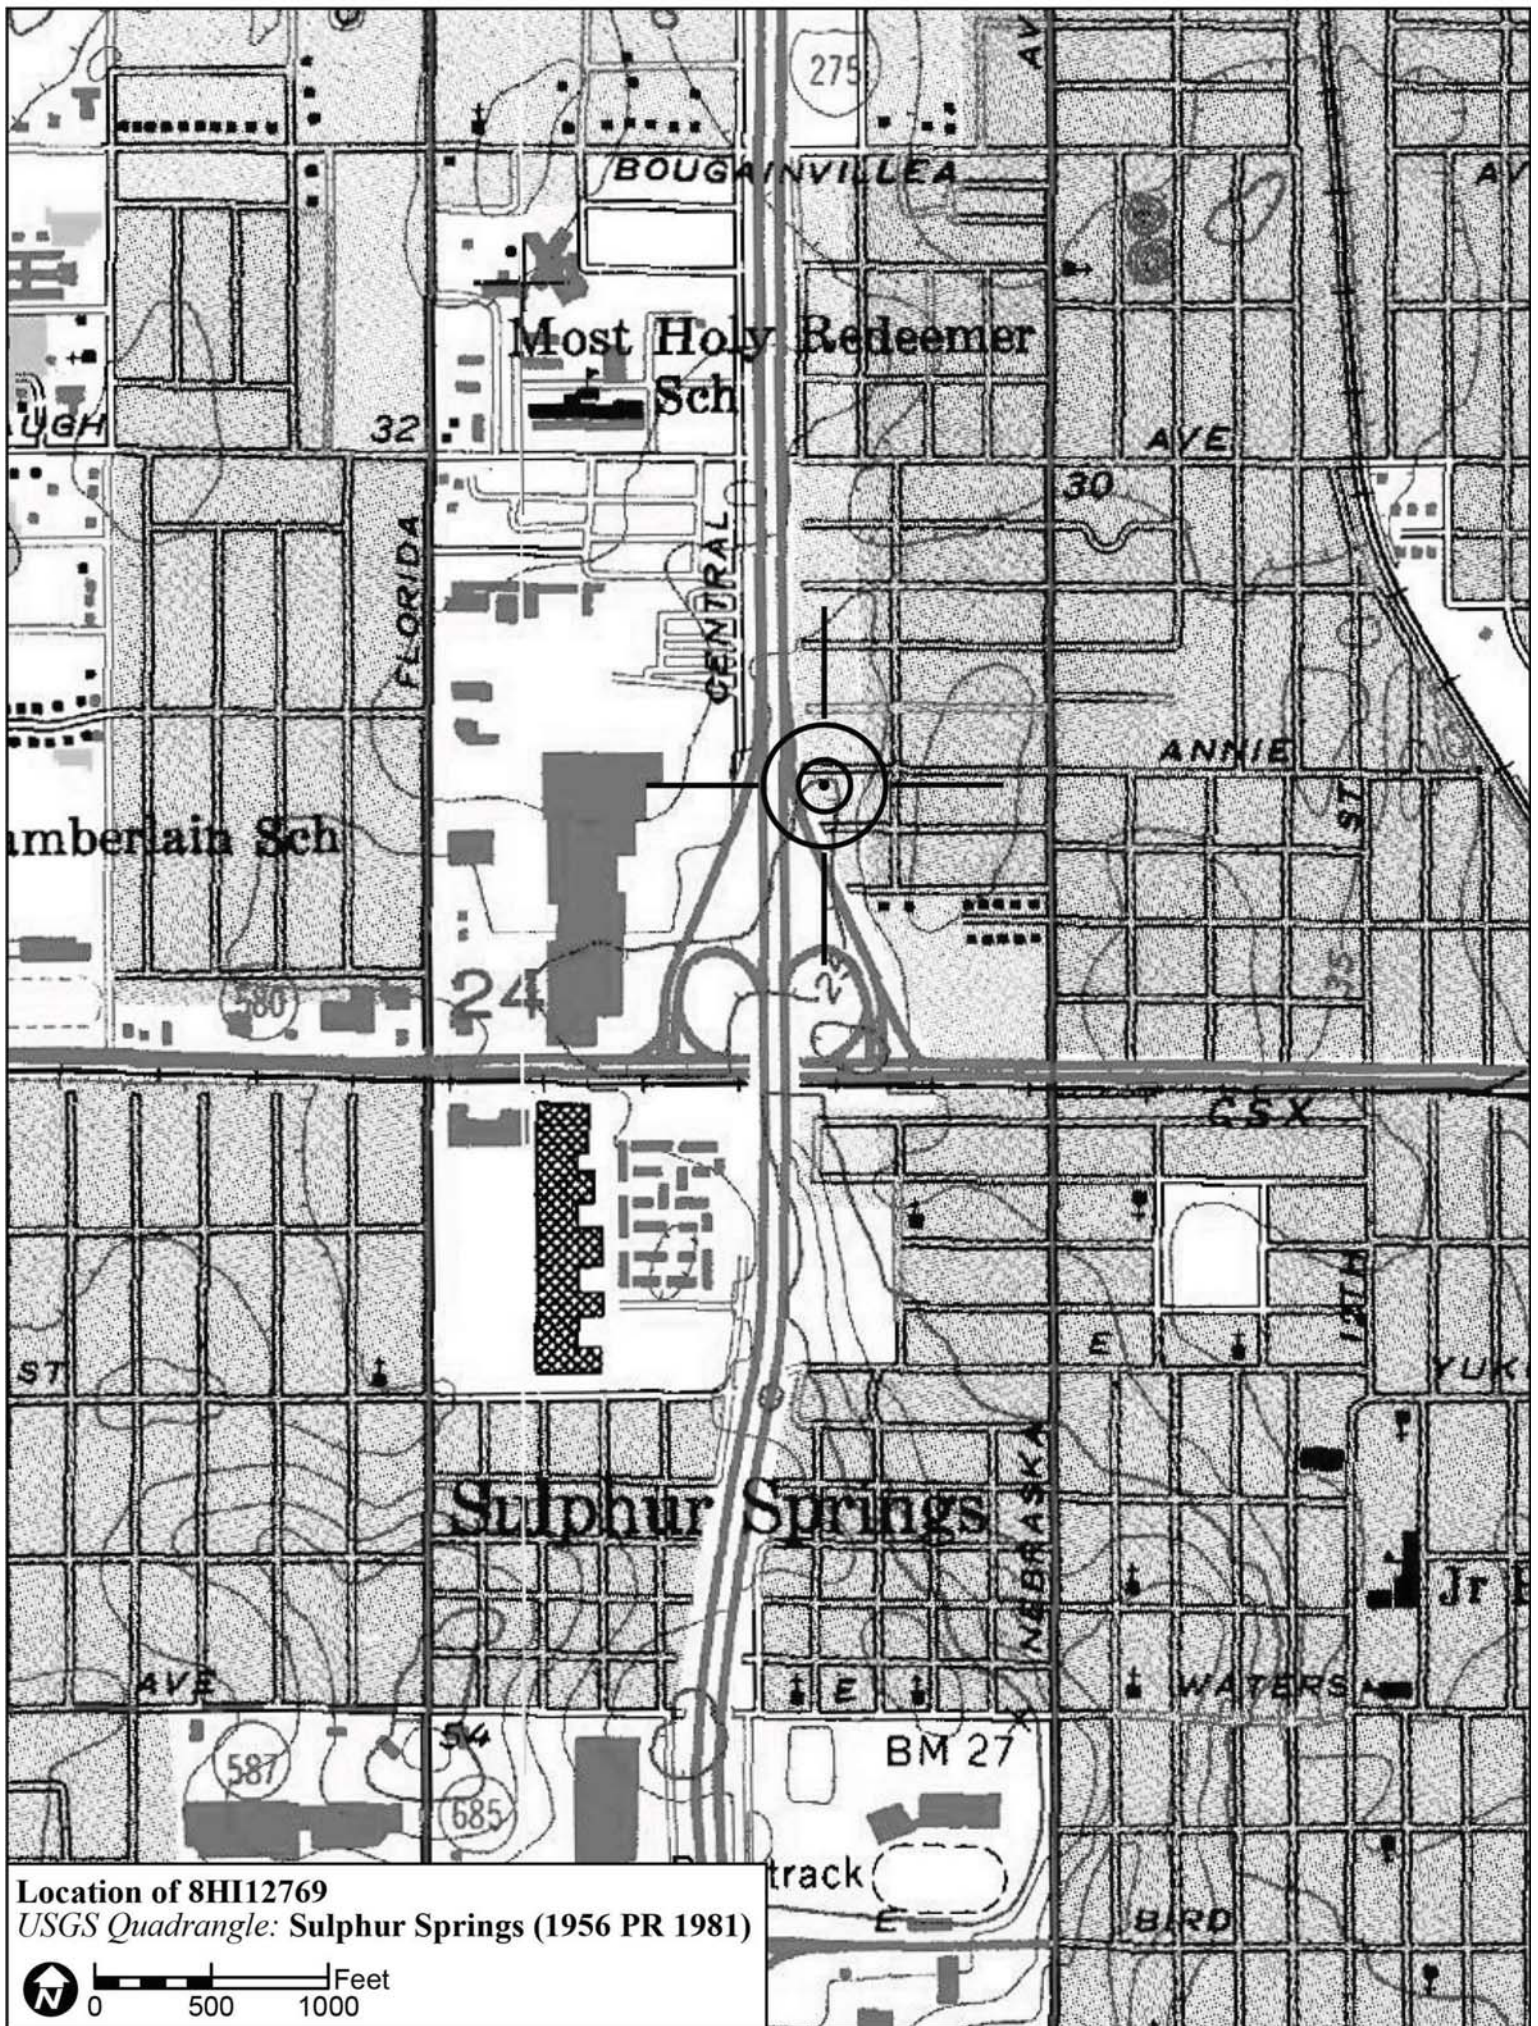 AV
275
BOUGAINVILLEA
AV
Most Holy Redeemer
Sch
UGH
32
AVE
30
FLORIDA
CENTRAL
ANNIE
ST
amberlain Sch
24
25
35
580
CSX
12TH
E
ST
YUK
Sulphur Springs
NEBRASKA
Jr H
AVE
E
WATERS
54
BM 27
587
685
track
E
BIRD
Location of 8HI12769
USGS Quadrangle: Sulphur Springs (1956 PR 1981)
N
Feet
0 500 1000